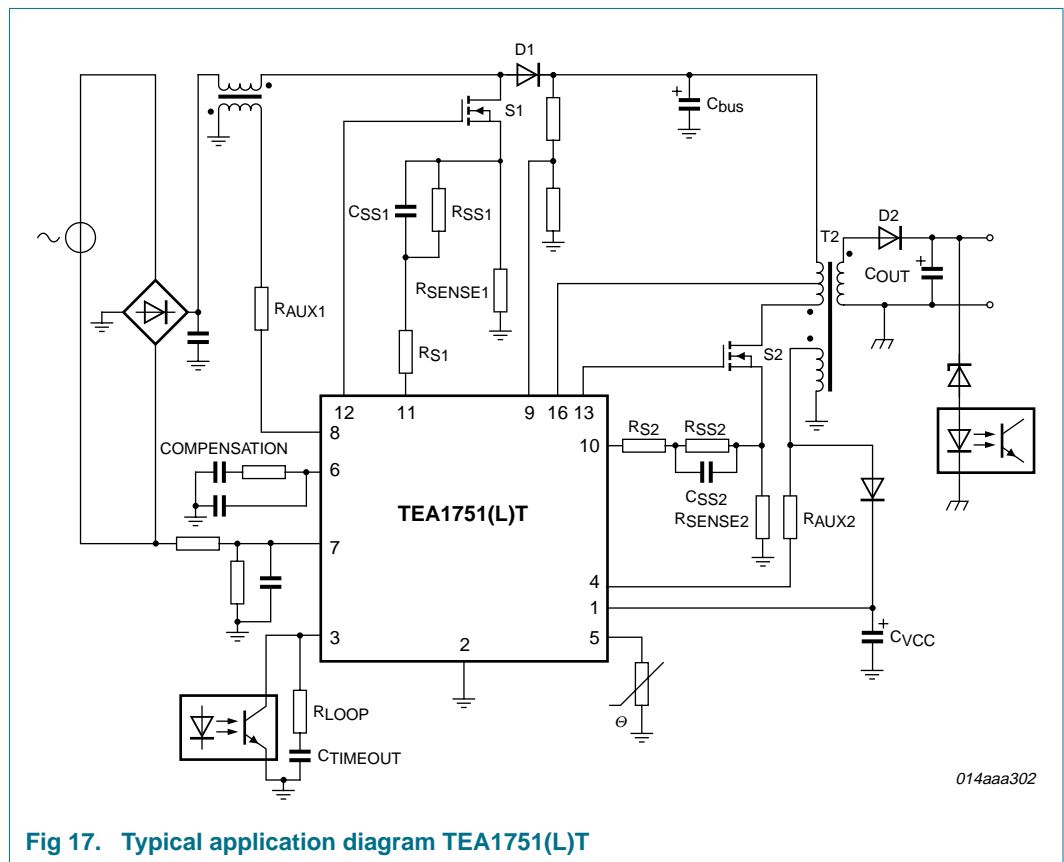 D1
S1
Cbus
CSS1
RSS1
D2
T2
COUT
RSENSE1
RAUX1
S2
RS1
12
11
9
16
13
8
RS2
RSS2
10
COMPENSATION
6
CSS2
TEA1751(L)T
RSENSE2
RAUX2
7
4
1
3
2
5
CVCC
RLOOP
Θ
CTIMEOUT
014aaa302
Fig 17. Typical application diagram TEA1751(L)T